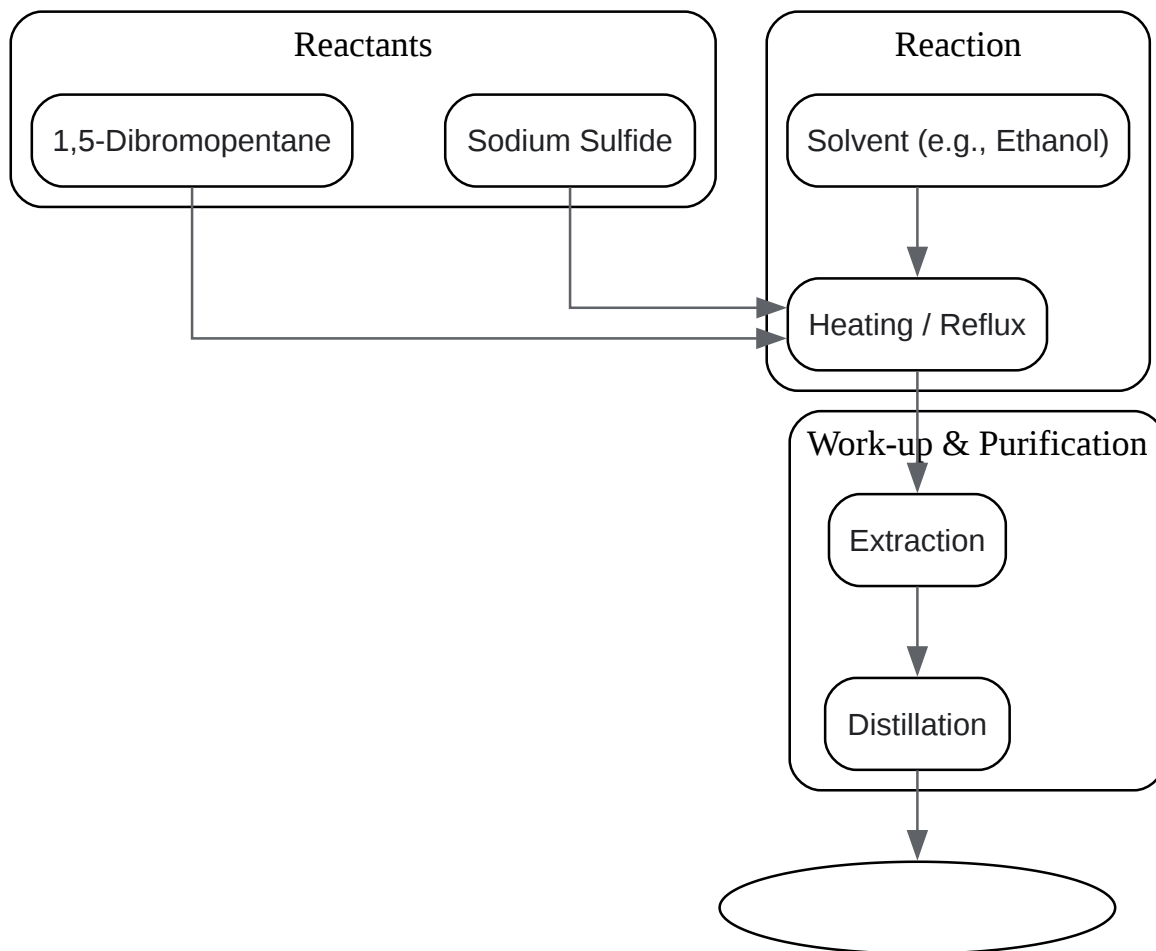 Reactants
1,5-Dibromopentane
Sodium Sulfide
Reaction
Solvent (e.g., Ethanol)
Heating / Reflux
Work-up & Purification
Extraction
Distillation